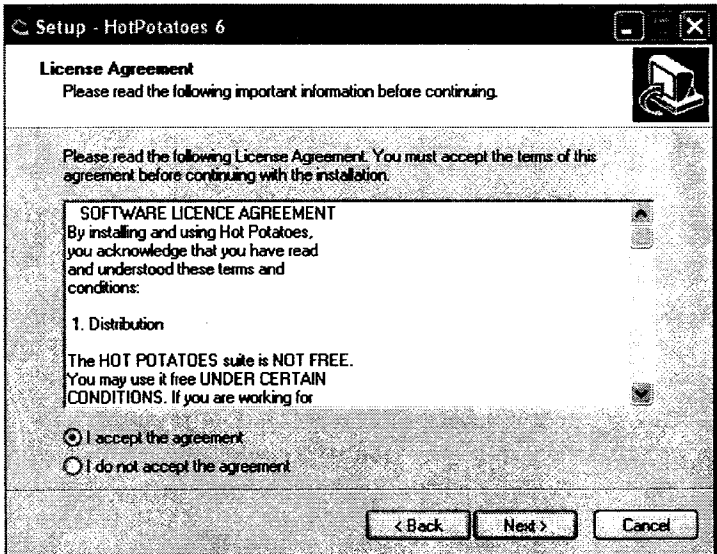 Setup - HotPotatoes 6
License Agreement
Please read the following important information before continuing.
Please read the following License Agreement. You must accept the terms of this
agreement before continuing with the installation.
SOFTWARE LICENCE AGREEMENT
By installing and using Hot Potatoes,
you acknowledge that you have read
and understood these terms and
conditions:
1. Distribution
The HOT POTATOES suite is NOT FREE.
You may use it free UNDER CERTAIN
CONDITIONS. If you are working for
I accept the agreement
I do not accept the agreement
< Back
Next >
Cancel